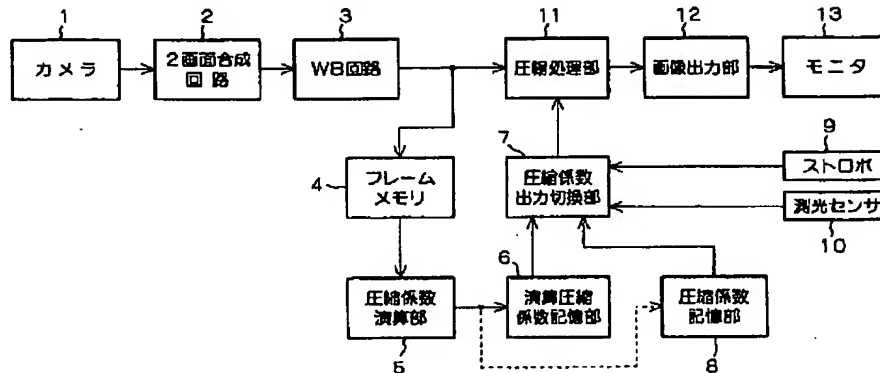 1
カメラ
2
2画面合成
回路
3
WB回路
11
圧縮処理部
12
画像出力部
13
モニタ
4
フレーム
メモリ
7
圧縮係数
出力切換部
9
ストロボ
測光センサ
10
圧縮係数
演算部
5
6
演算圧縮
係数記憶部
圧縮係数
記憶部
8